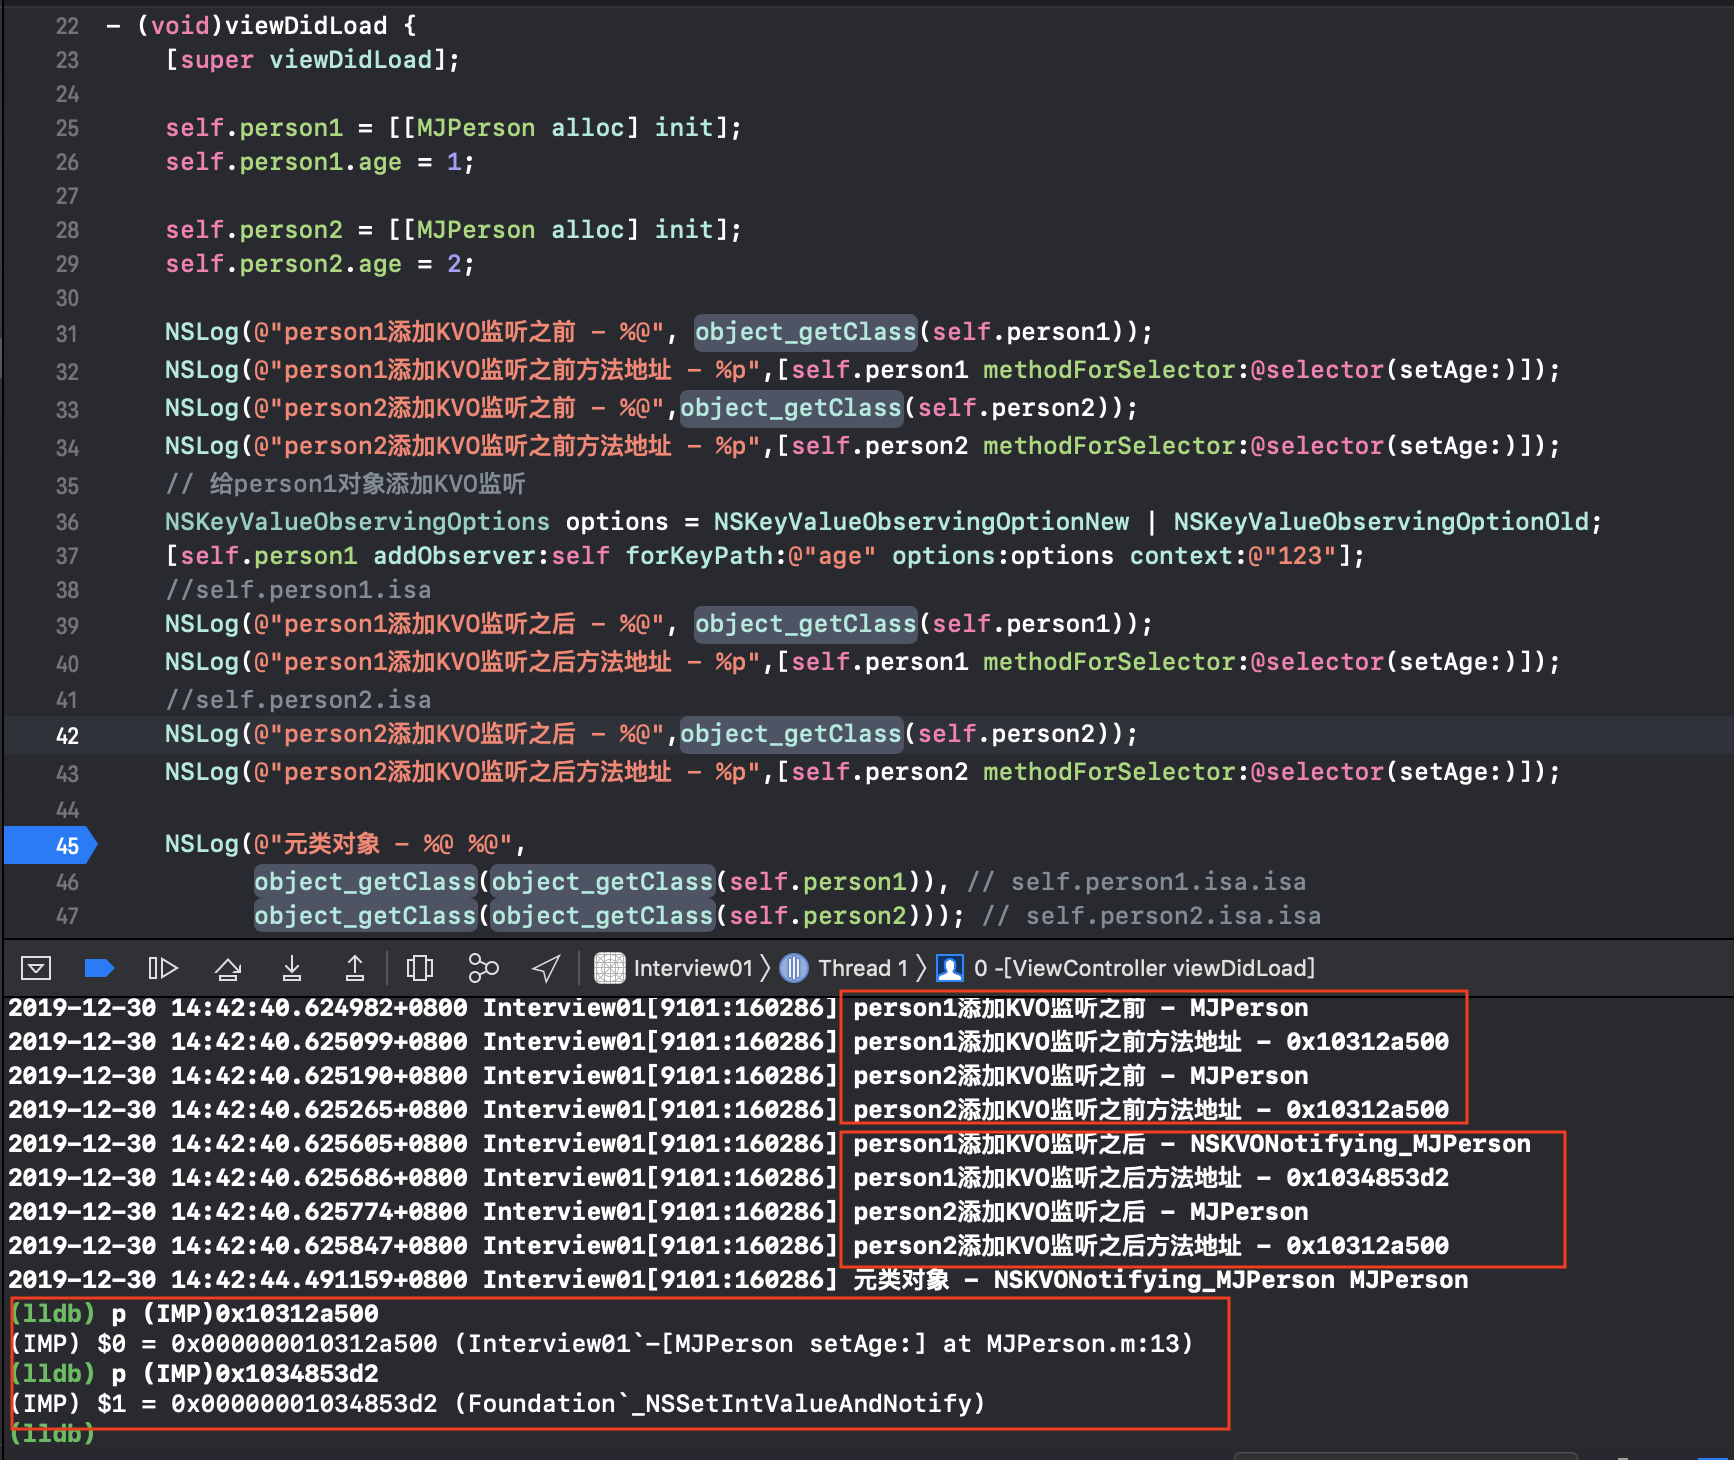 22 - (void)viewDidLoad {
23 [super viewDidLoad];
24
25 self.person1 = [[MJPerson alloc] init];
26 self.person1.age = 1;
27
28 self.person2 = [[MJPerson alloc] init];
29 self.person2.age = 2;
30
31 NSLog(@"person1添加KVO监听之前 - %@", object_getClass(self.person1));
32 NSLog(@"person1添加KVO监听之前方法地址 - %p",[self.person1 methodForSelector:@selector(setAge:)]);
33 NSLog(@"person2添加KVO监听之前 - %@",object_getClass(self.person2));
34 NSLog(@"person2添加KVO监听之前方法地址 - %p",[self.person2 methodForSelector:@selector(setAge:)]);
35 // 给person1对象添加KVO监听
36 NSKeyValueObservingOptions options = NSKeyValueObservingOptionNew | NSKeyValueObservingOptionOld;
37 [self.person1 addObserver:self forKeyPath:@"age" options:options context:@"123"];
38 //self.person1.isa
39 NSLog(@"person1添加KVO监听之后 - %@", object_getClass(self.person1));
40 NSLog(@"person1添加KVO监听之后方法地址 - %p",[self.person1 methodForSelector:@selector(setAge:)]);
41 //self.person2.isa
42 NSLog(@"person2添加KVO监听之后 - %@",object_getClass(self.person2));
43 NSLog(@"person2添加KVO监听之后方法地址 - %p",[self.person2 methodForSelector:@selector(setAge:)]);
44
45 NSLog(@"元类对象 - %@ %@",
46 object_getClass(object_getClass(self.person1)), // self.person1.isa.isa
47 object_getClass(object_getClass(self.person2))); // self.person2.isa.isa
Interview01 Thread 1 0 -[ViewController viewDidLoad]
2019-12-30 14:42:40.624982+0800 Interview01[9101:160286] person1添加KVO监听之前 - MJPerson
2019-12-30 14:42:40.625099+0800 Interview01[9101:160286] person1添加KVO监听之前方法地址 - 0x10312a500
2019-12-30 14:42:40.625190+0800 Interview01[9101:160286] person2添加KVO监听之前 - MJPerson
2019-12-30 14:42:40.625265+0800 Interview01[9101:160286] person2添加KVO监听之前方法地址 - 0x10312a500
2019-12-30 14:42:40.625605+0800 Interview01[9101:160286] person1添加KVO监听之后 - NSKVONotifying_MJPerson
2019-12-30 14:42:40.625686+0800 Interview01[9101:160286] person1添加KVO监听之后方法地址 - 0x1034853d2
2019-12-30 14:42:40.625774+0800 Interview01[9101:160286] person2添加KVO监听之后 - MJPerson
2019-12-30 14:42:40.625847+0800 Interview01[9101:160286] person2添加KVO监听之后方法地址 - 0x10312a500
2019-12-30 14:42:44.491159+0800 Interview01[9101:160286] 元类对象 - NSKVONotifying_MJPerson MJPerson
(lldb) p (IMP)0x10312a500
(IMP) $0 = 0x000000010312a500 (Interview01`-[MJPerson setAge:] at MJPerson.m:13)
(lldb) p (IMP)0x1034853d2
(IMP) $1 = 0x00000001034853d2 (Foundation`_NSSetIntValueAndNotify)
(lldb)